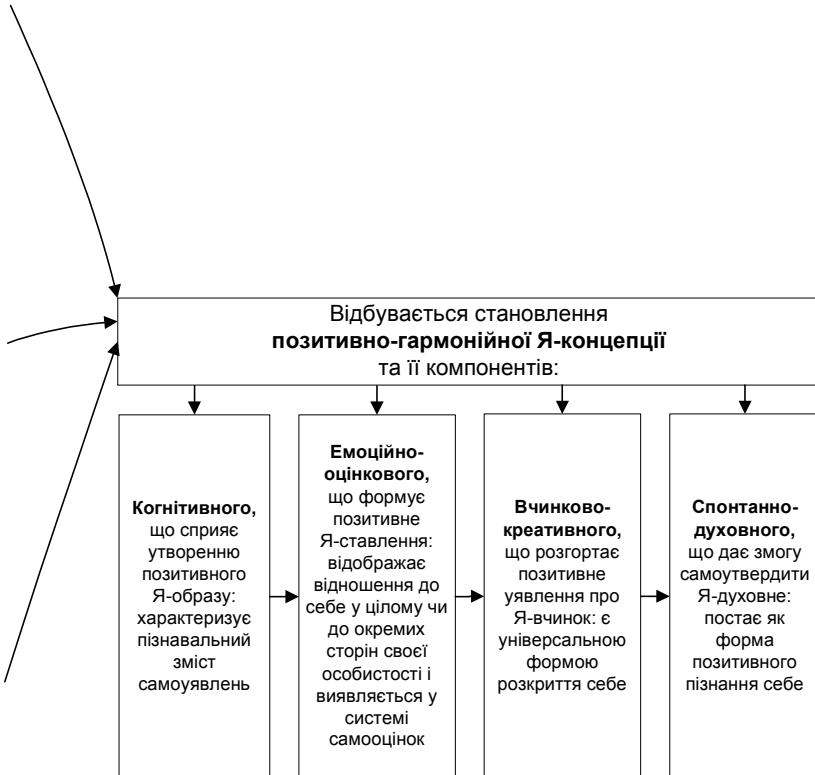 Відбувається становлення
позитивно-гармонійної Я-концепції
та її компонентів:
Когнітивного,
що сприяє
утворенню
позитивного
Я-образу:
характеризує
пізнавальний
зміст
самоуявлень
Емоційно-
оцінкового,
що формує
позитивне
Я-ставлення:
відображає
відношення до
себе у цілому чи
до окремих
сторін своєї
особистості і
виявляється у
системі
самооцінок
Вчинково-
креативного,
що розгортає
позитивне
уявлення про
Я-вчинок: є
універсальною
формою
розкриття себе
Спонтанно-
духовного,
що дає змогу
самоутвердити
Я-духовне:
постає як
форма
позитивного
пізнання себе